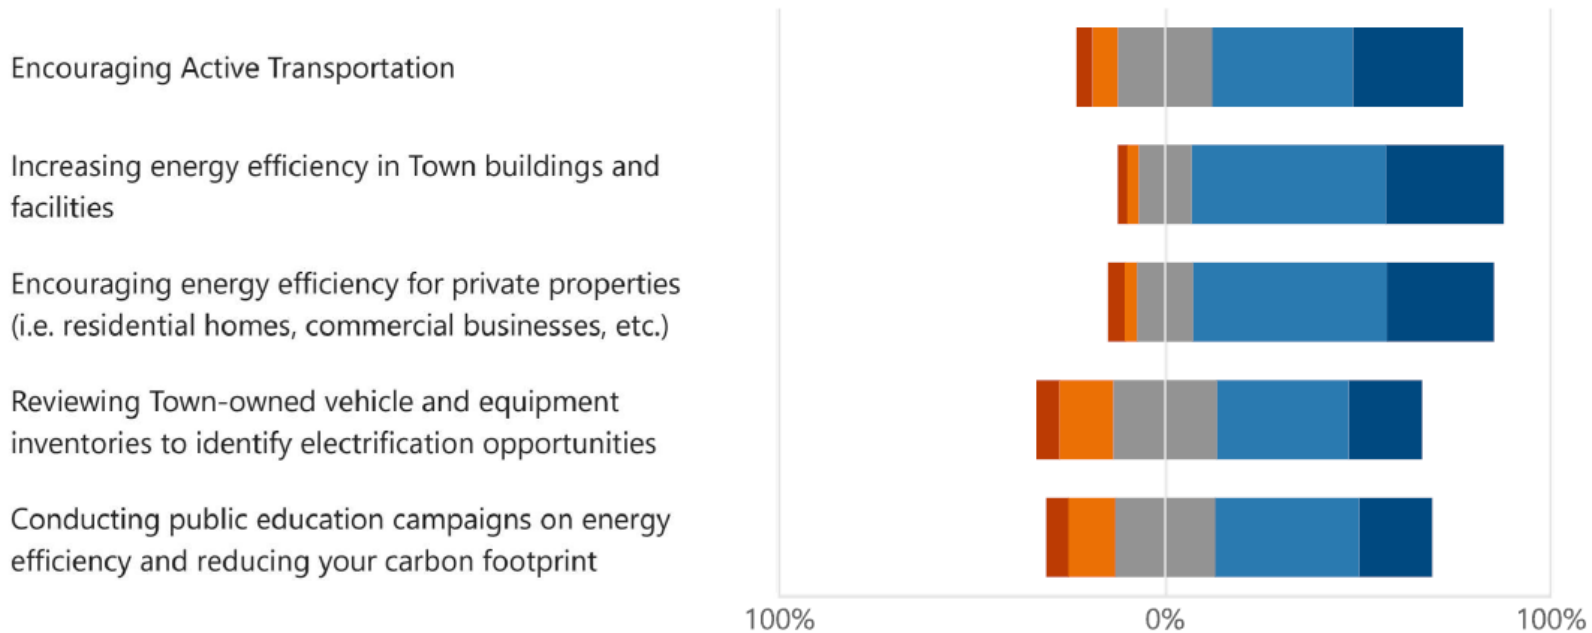 Encouraging Active Transportation
Increasing energy efficiency in Town buildings and
facilities
Encouraging energy efficiency for private properties
(i.e. residential homes, commercial businesses, etc.)
Reviewing Town-owned vehicle and equipment
inventories to identify electrification opportunities
Conducting public education campaigns on energy
efficiency and reducing your carbon footprint
100% 0% 100%